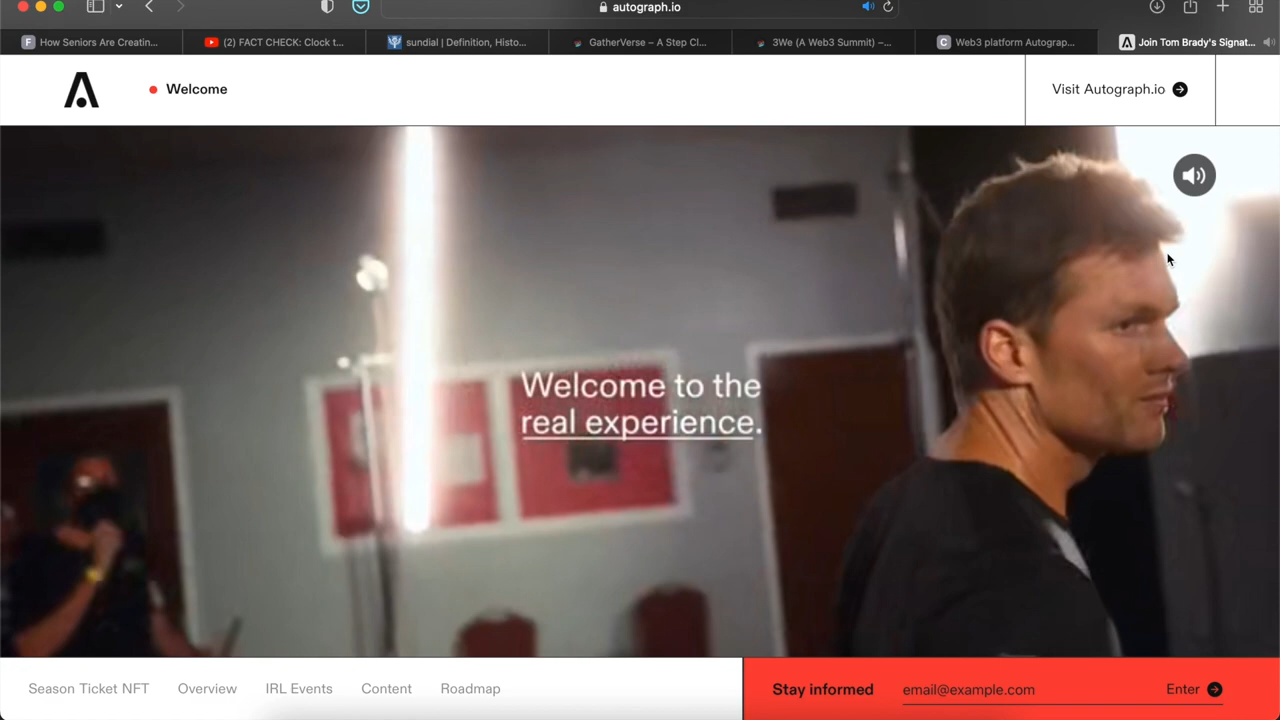 autograph.io
How Seniors Are Creatin...
(2) FACT CHECK: Clock t...
sundial | Definition, Histo...
GatherVerse – A Step Cl...
3We (A Web3 Summit) –...
Web3 platform Autograp...
Join Tom Brady's Signat...
Welcome
Visit Autograph.io
Welcome to the
real experience.
Season Ticket NFT
Overview
IRL Events
Content
Roadmap
Stay informed
email@example.com
Enter